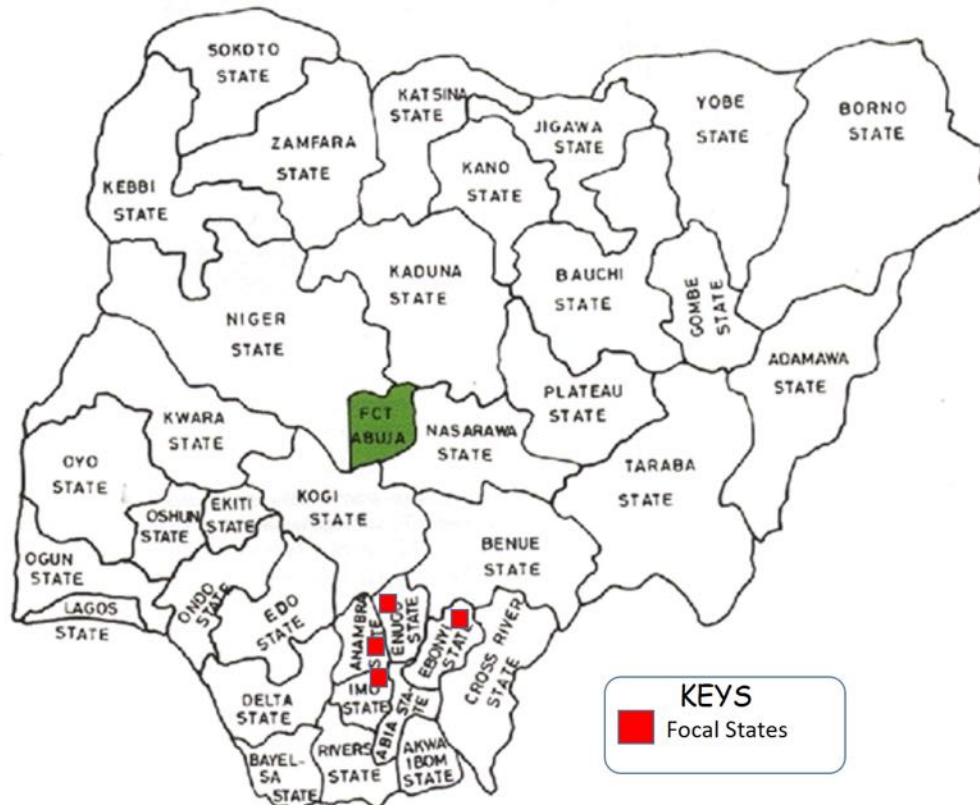 SOKOTO
STATE
KATSINA
STATE
YOBE
STATE
BORNO
STATE
JIGAWA
STATE
ZAMFARA
STATE
KANO
STATE
KEBBI
STATE
KADUNA
STATE
BAUCHI
STATE
GOMBE
STATE
NIGER
STATE
ADAMAWA
STATE
PLATEAU
STATE
FCT
ABUJA
KWARA
STATE
NASARAWA
STATE
OYO
STATE
TARABA
STATE
KOGI
STATE
EKITI
STATE
OSHUN
STATE
BENUE
STATE
OGUN
STATE
LAGOS
STATE
ONDO
STATE
EDO
STATE
ANAMBRA
STATE
ENUGU
STATE
EBONYI
STATE
CROSS RIVER
STATE
IMO
STATE
ABIA STA-
TE
DELTA
STATE
BAYEL-
SA
STATE
RIVERS
STATE
AKWA
IBOM
STATE
KEYS
Focal States